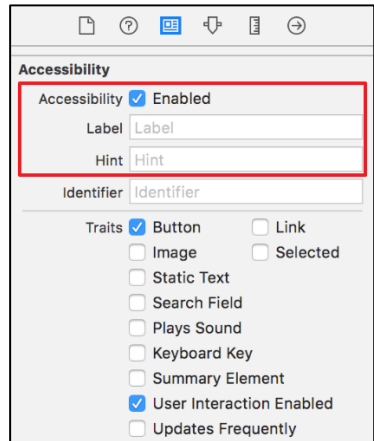 Accessibility
Accessibility Enabled
Label Label
Hint Hint
Identifier Identifier
Traits Button Link
Image Selected
Static Text
Search Field
Plays Sound
Keyboard Key
Summary Element
User Interaction Enabled
Updates Frequently